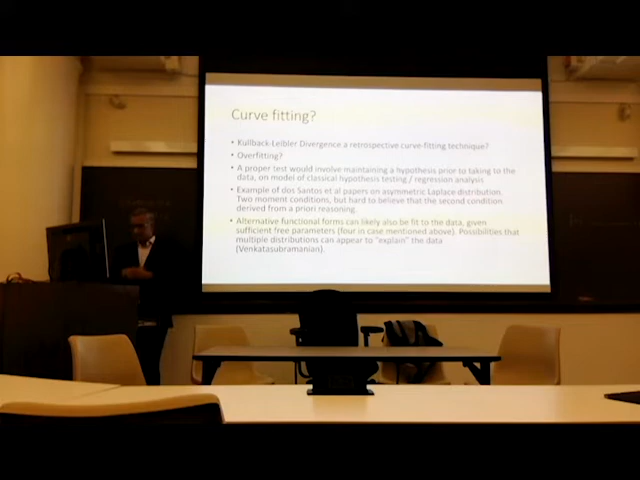 Curve fitting?
• Kullback-Leibler Divergence a retrospective curve-fitting technique?
• Overfitting?
• A proper test would involve maintaining a hypothesis prior to taking to the
data, on model of classical hypothesis testing / regression analysis
• Example of dos Santos et al papers on asymmetric Laplace distribution.
Two moment conditions, but hard to believe that the second condition
derived from a priori reasoning.
• Alternative functional forms can likely also be fit to the data, given
sufficient free parameters (four in case mentioned above). Possibilities that
multiple distributions can appear to "explain" the data
(Venkatasubramanian).